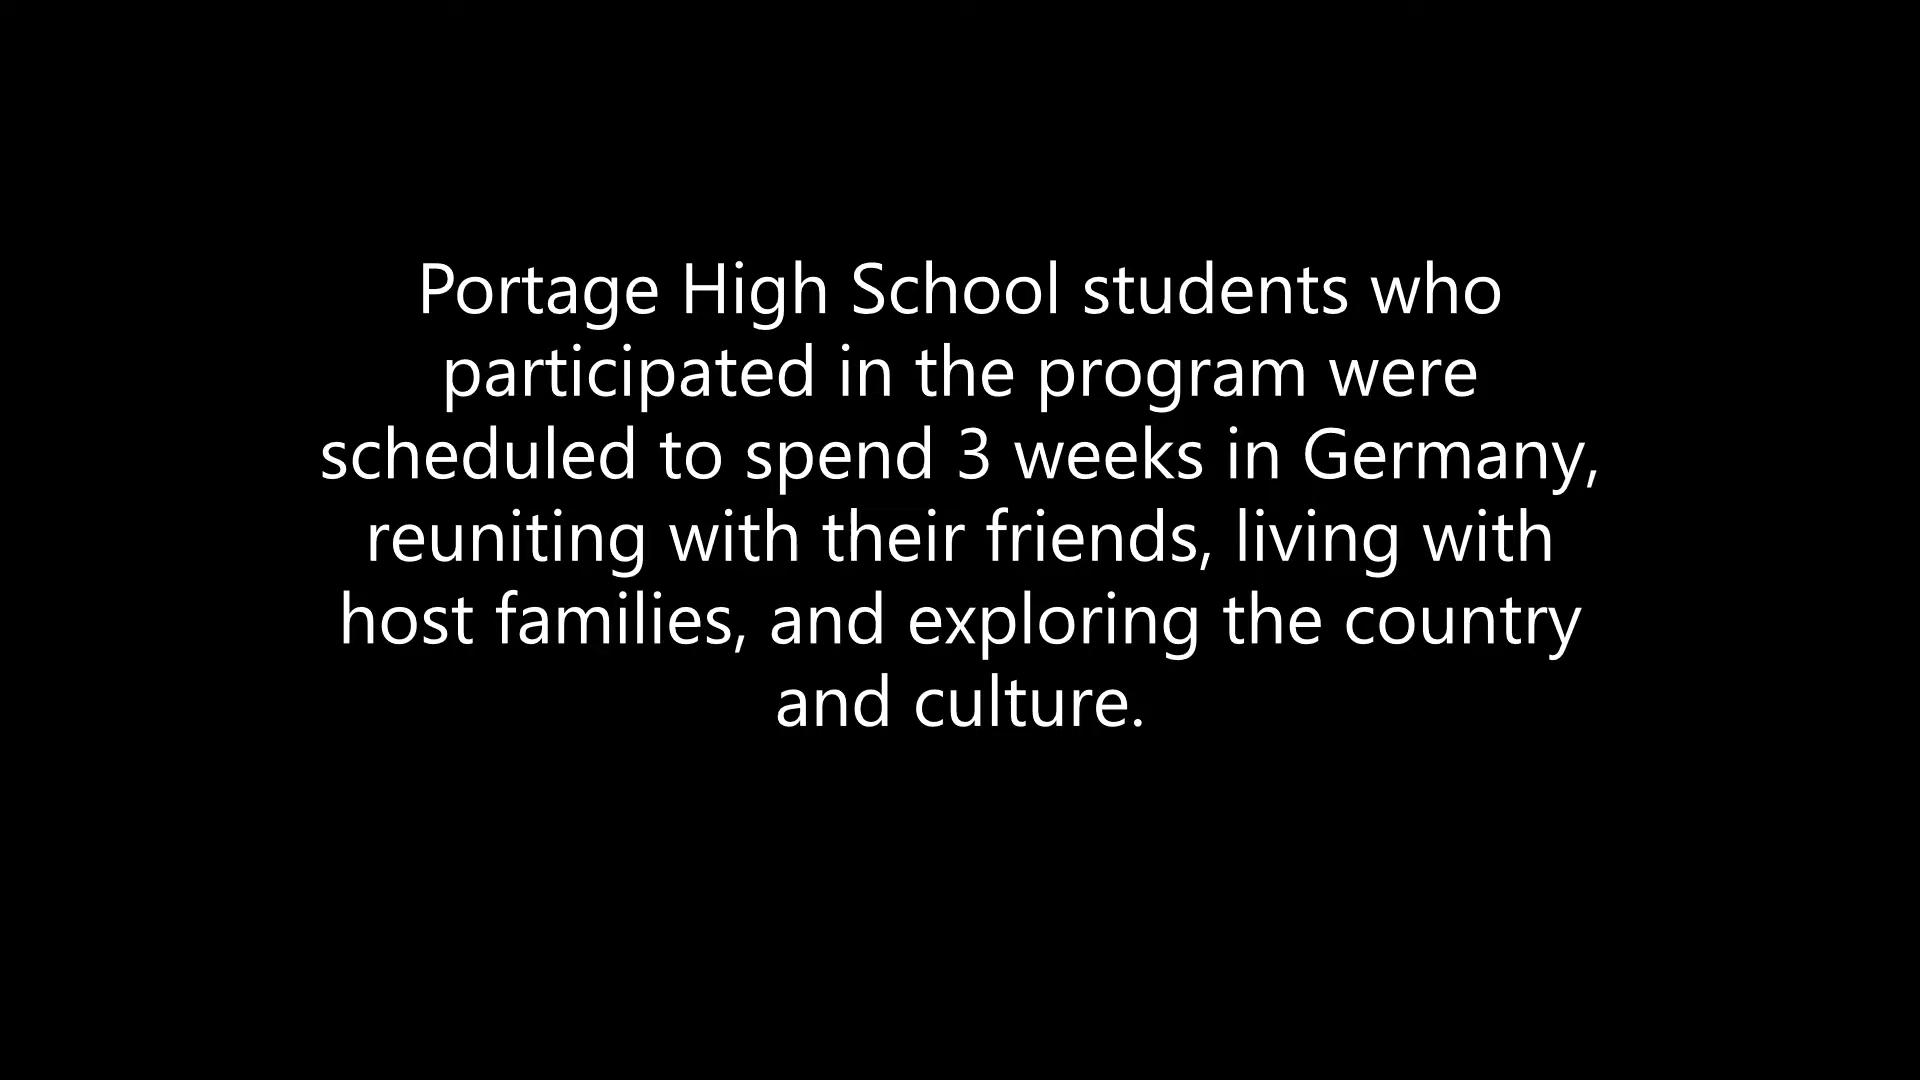 Portage High School students who
participated in the program were
scheduled to spend 3 weeks in Germany,
reuniting with their friends, living with
host families, and exploring the country
and culture.